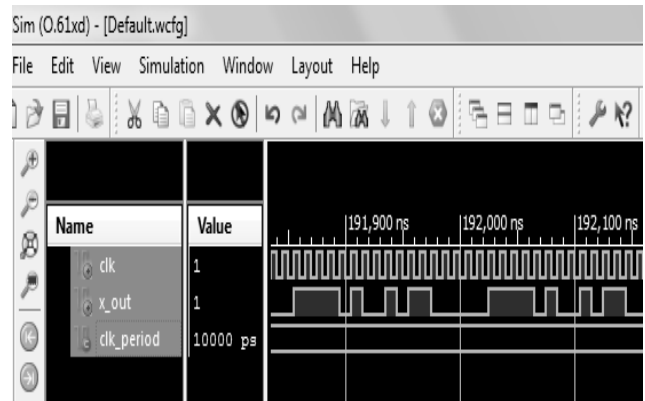 Sim (O.61xd) - [Default.wcfg]
File Edit View Simulation Window Layout Help
Name Value
191,900 ns 192,000 ns 192,100 ns
clk 1
x_out 1
clk_period 10000 ps